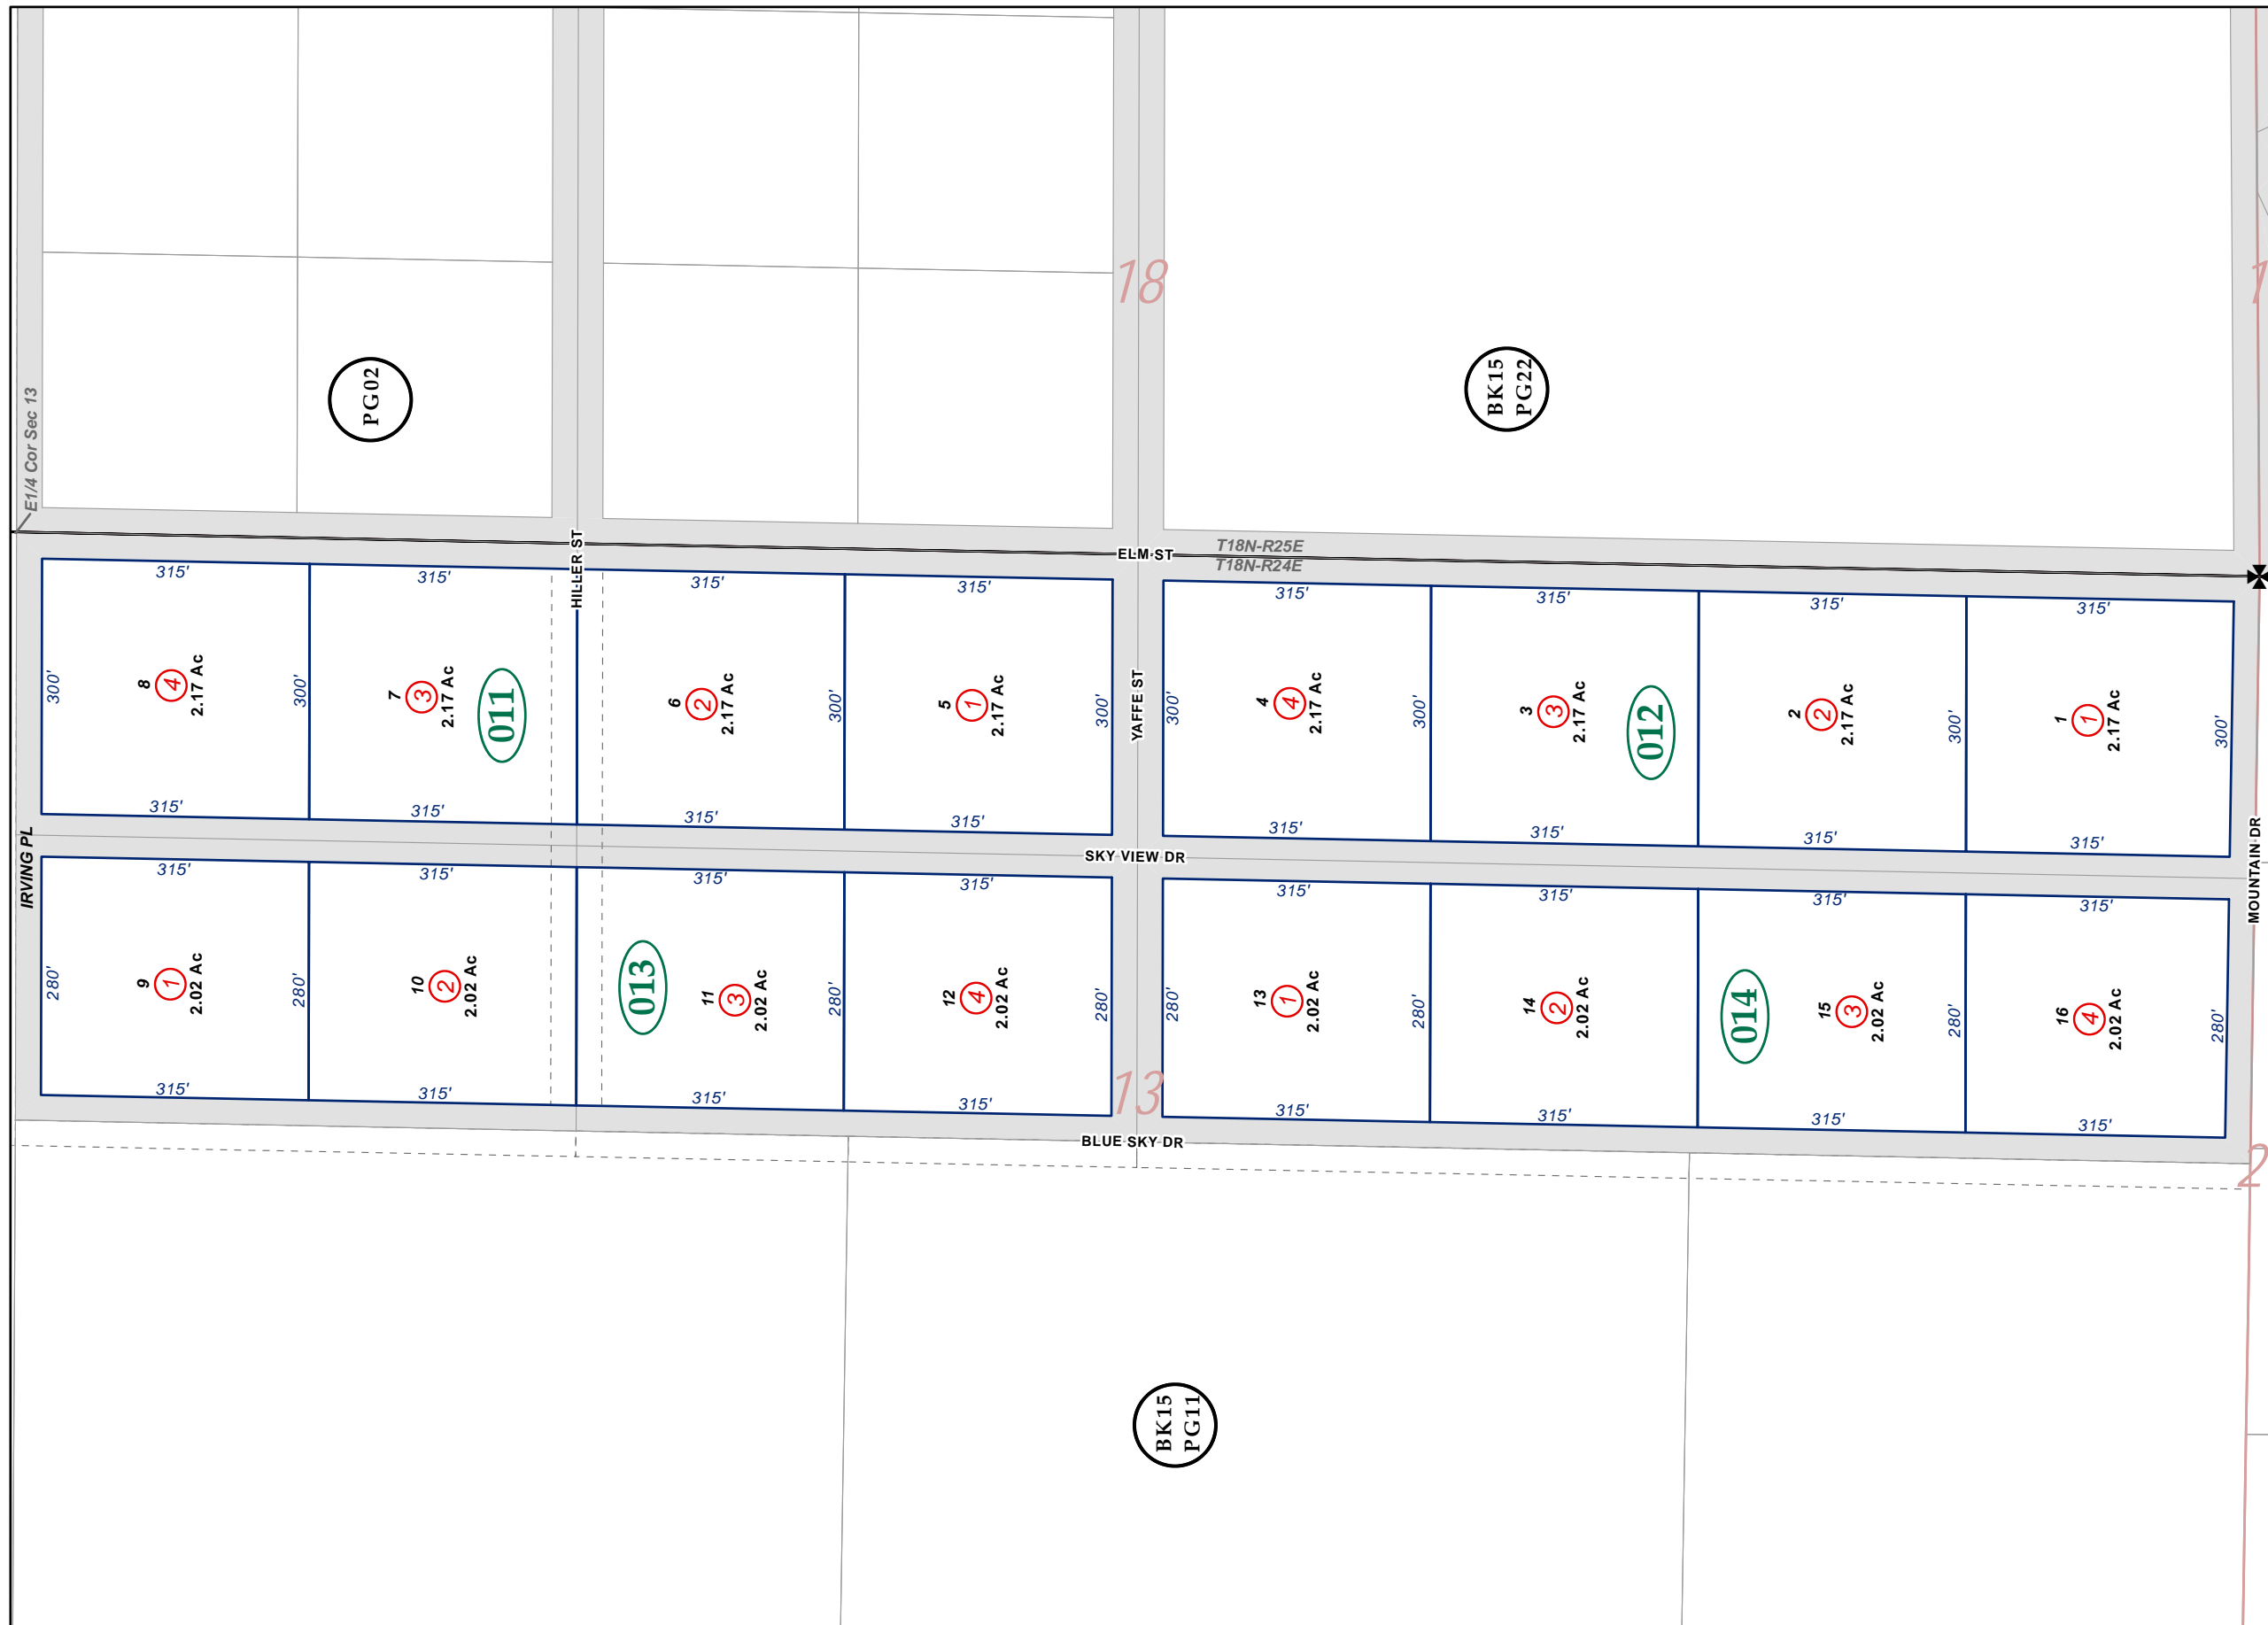 18
1
PG02
BK15
PG22
E1/4 Cor Sec 13
HILLER ST
ELM ST
T18N-R25E
T18N-R24E
315'
315'
315'
315'
315'
315'
315'
315'
300'
8
4
2.17 Ac
300'
7
3
2.17 Ac
011
6
2
2.17 Ac
300'
5
1
2.17 Ac
300'
YAFFE ST
300'
4
4
2.17 Ac
300'
3
3
2.17 Ac
012
2
2
2.17 Ac
300'
1
1
2.17 Ac
300'
315'
315'
315'
315'
315'
315'
315'
315'
IRVING PL
SKY VIEW DR
MOUNTAIN DR
315'
315'
315'
315'
315'
315'
315'
315'
280'
9
1
2.02 Ac
280'
10
2
2.02 Ac
013
11
3
2.02 Ac
280'
12
4
2.02 Ac
280'
280'
13
1
2.02 Ac
280'
14
2
2.02 Ac
014
15
3
2.02 Ac
280'
16
4
2.02 Ac
280'
315'
315'
315'
315'
315'
315'
315'
315'
13
BLUE SKY DR
2
BK15
PG11